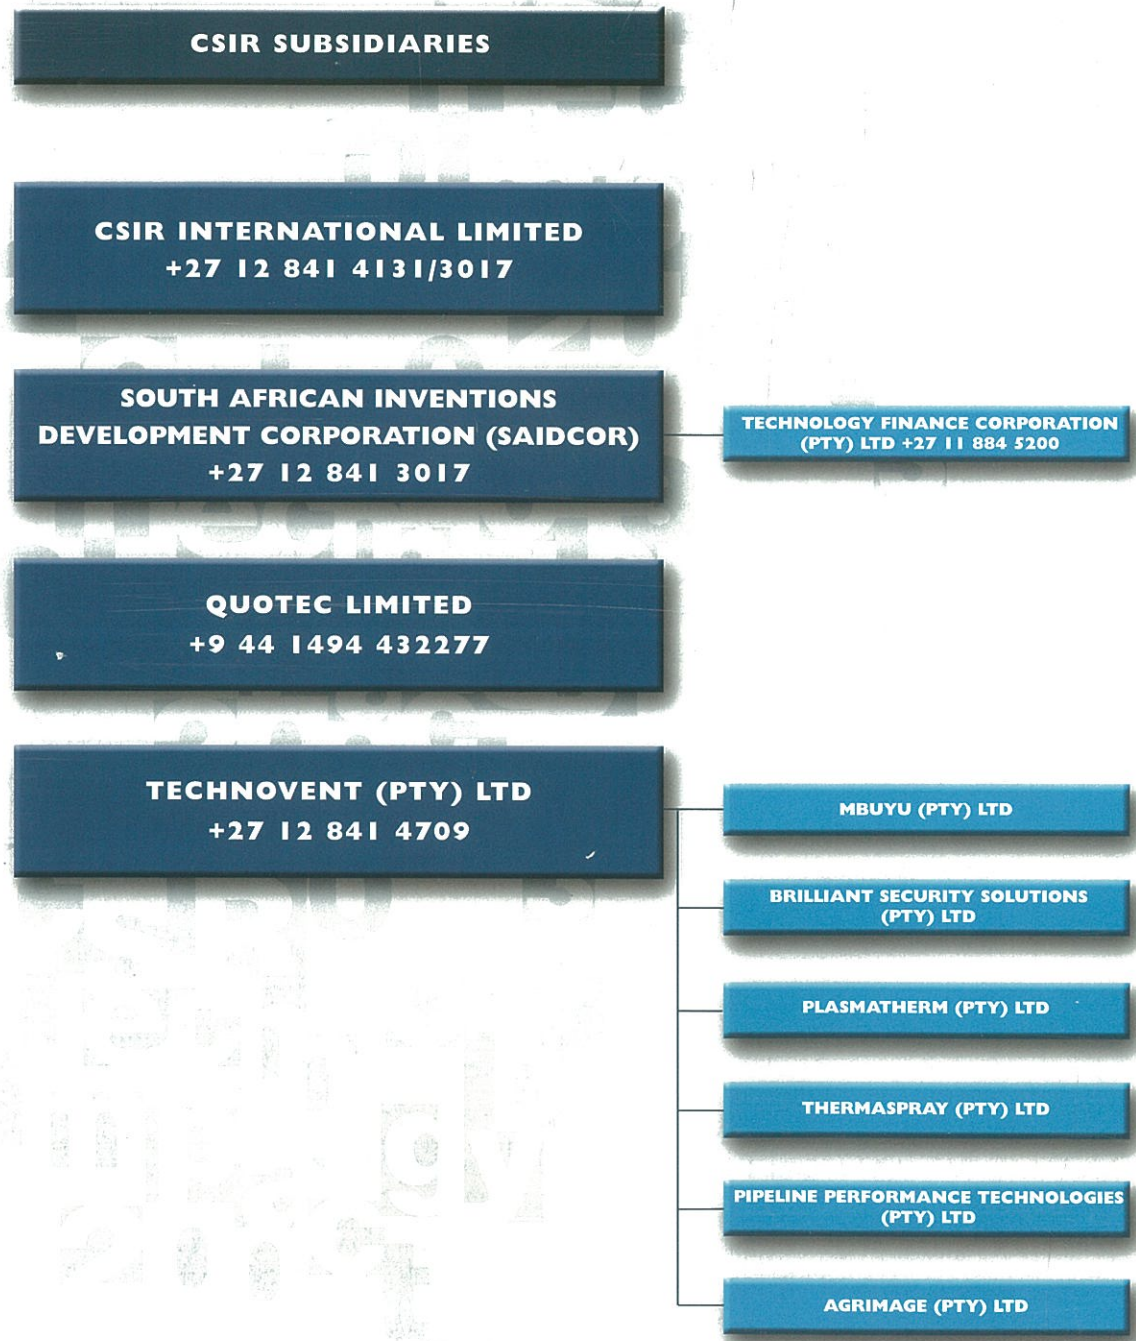 CSIR SUBSIDIARIES
CSIR INTERNATIONAL LIMITED
+27 12 841 4131/3017
SOUTH AFRICAN INVENTIONS
DEVELOPMENT CORPORATION (SAIDCOR)
+27 12 841 3017
TECHNOLOGY FINANCE CORPORATION
(PTY) LTD +27 11 884 5200
QUOTEC LIMITED
+9 44 1494 432277
TECHNOVENT (PTY) LTD
+27 12 841 4709
MBUYU (PTY) LTD
BRILLIANT SECURITY SOLUTIONS
(PTY) LTD
PLASMATHERM (PTY) LTD
THERMASPRAY (PTY) LTD
PIPELINE PERFORMANCE TECHNOLOGIES
(PTY) LTD
AGRIMAGE (PTY) LTD